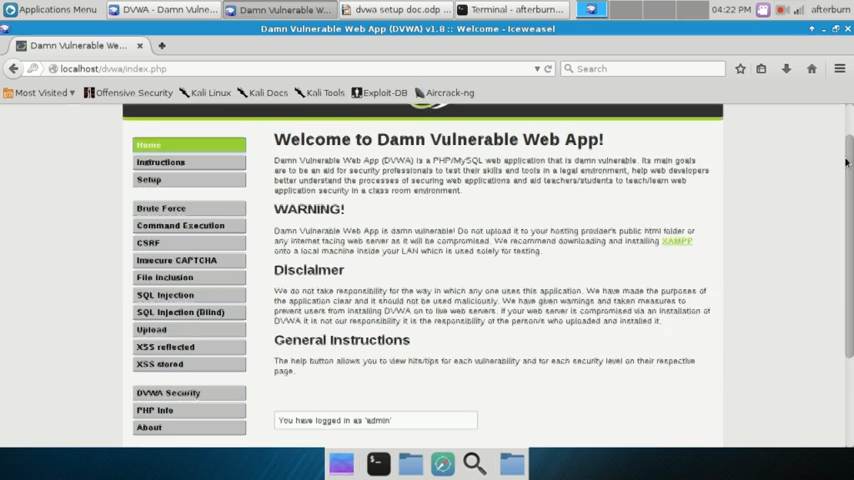 Applications Menu
DVWA - Damn Vulne...
Damn Vulnerable W...
dvwa setup doc.odp ...
Terminal - afterburn...
04:22 PM
afterburn
Damn Vulnerable Web App (DVWA) v1.8 :: Welcome - Iceweasel
Damn Vulnerable We...
localhost/dvwa/index.php
Search
Most Visited
Offensive Security
Kali Linux
Kali Docs
Kali Tools
Exploit-DB
Aircrack-ng
Home
Instructions
Setup
Brute Force
Command Execution
CSRF
Insecure CAPTCHA
File Inclusion
SQL Injection
SQL Injection (Blind)
Upload
XSS reflected
XSS stored
DVWA Security
PHP Info
About
Welcome to Damn Vulnerable Web App!
Damn Vulnerable Web App (DVWA) is a PHP/MySQL web application that is damn vulnerable. Its main goals
are to be an aid for security professionals to test their skills and tools in a legal environment, help web developers
better understand the processes of securing web applications and aid teachers/students to teach/learn web
application security in a class room environment.
WARNING!
Damn Vulnerable Web App is damn vulnerable! Do not upload it to your hosting provider's public html folder or
any internet facing web server as it will be compromised. We recommend downloading and installing XAMPP
onto a local machine inside your LAN which is used solely for testing.
Disclaimer
We do not take responsibility for the way in which any one uses this application. We have made the purposes of
the application clear and it should not be used maliciously. We have given warnings and taken measures to
prevent users from installing DVWA on to live web servers. If your web server is compromised via an installation of
DVWA it is not our responsibility it is the responsibility of the person/s who uploaded and installed it.
General Instructions
The help button allows you to view hits/tips for each vulnerability and for each security level on their respective
page.
You have logged in as 'admin'